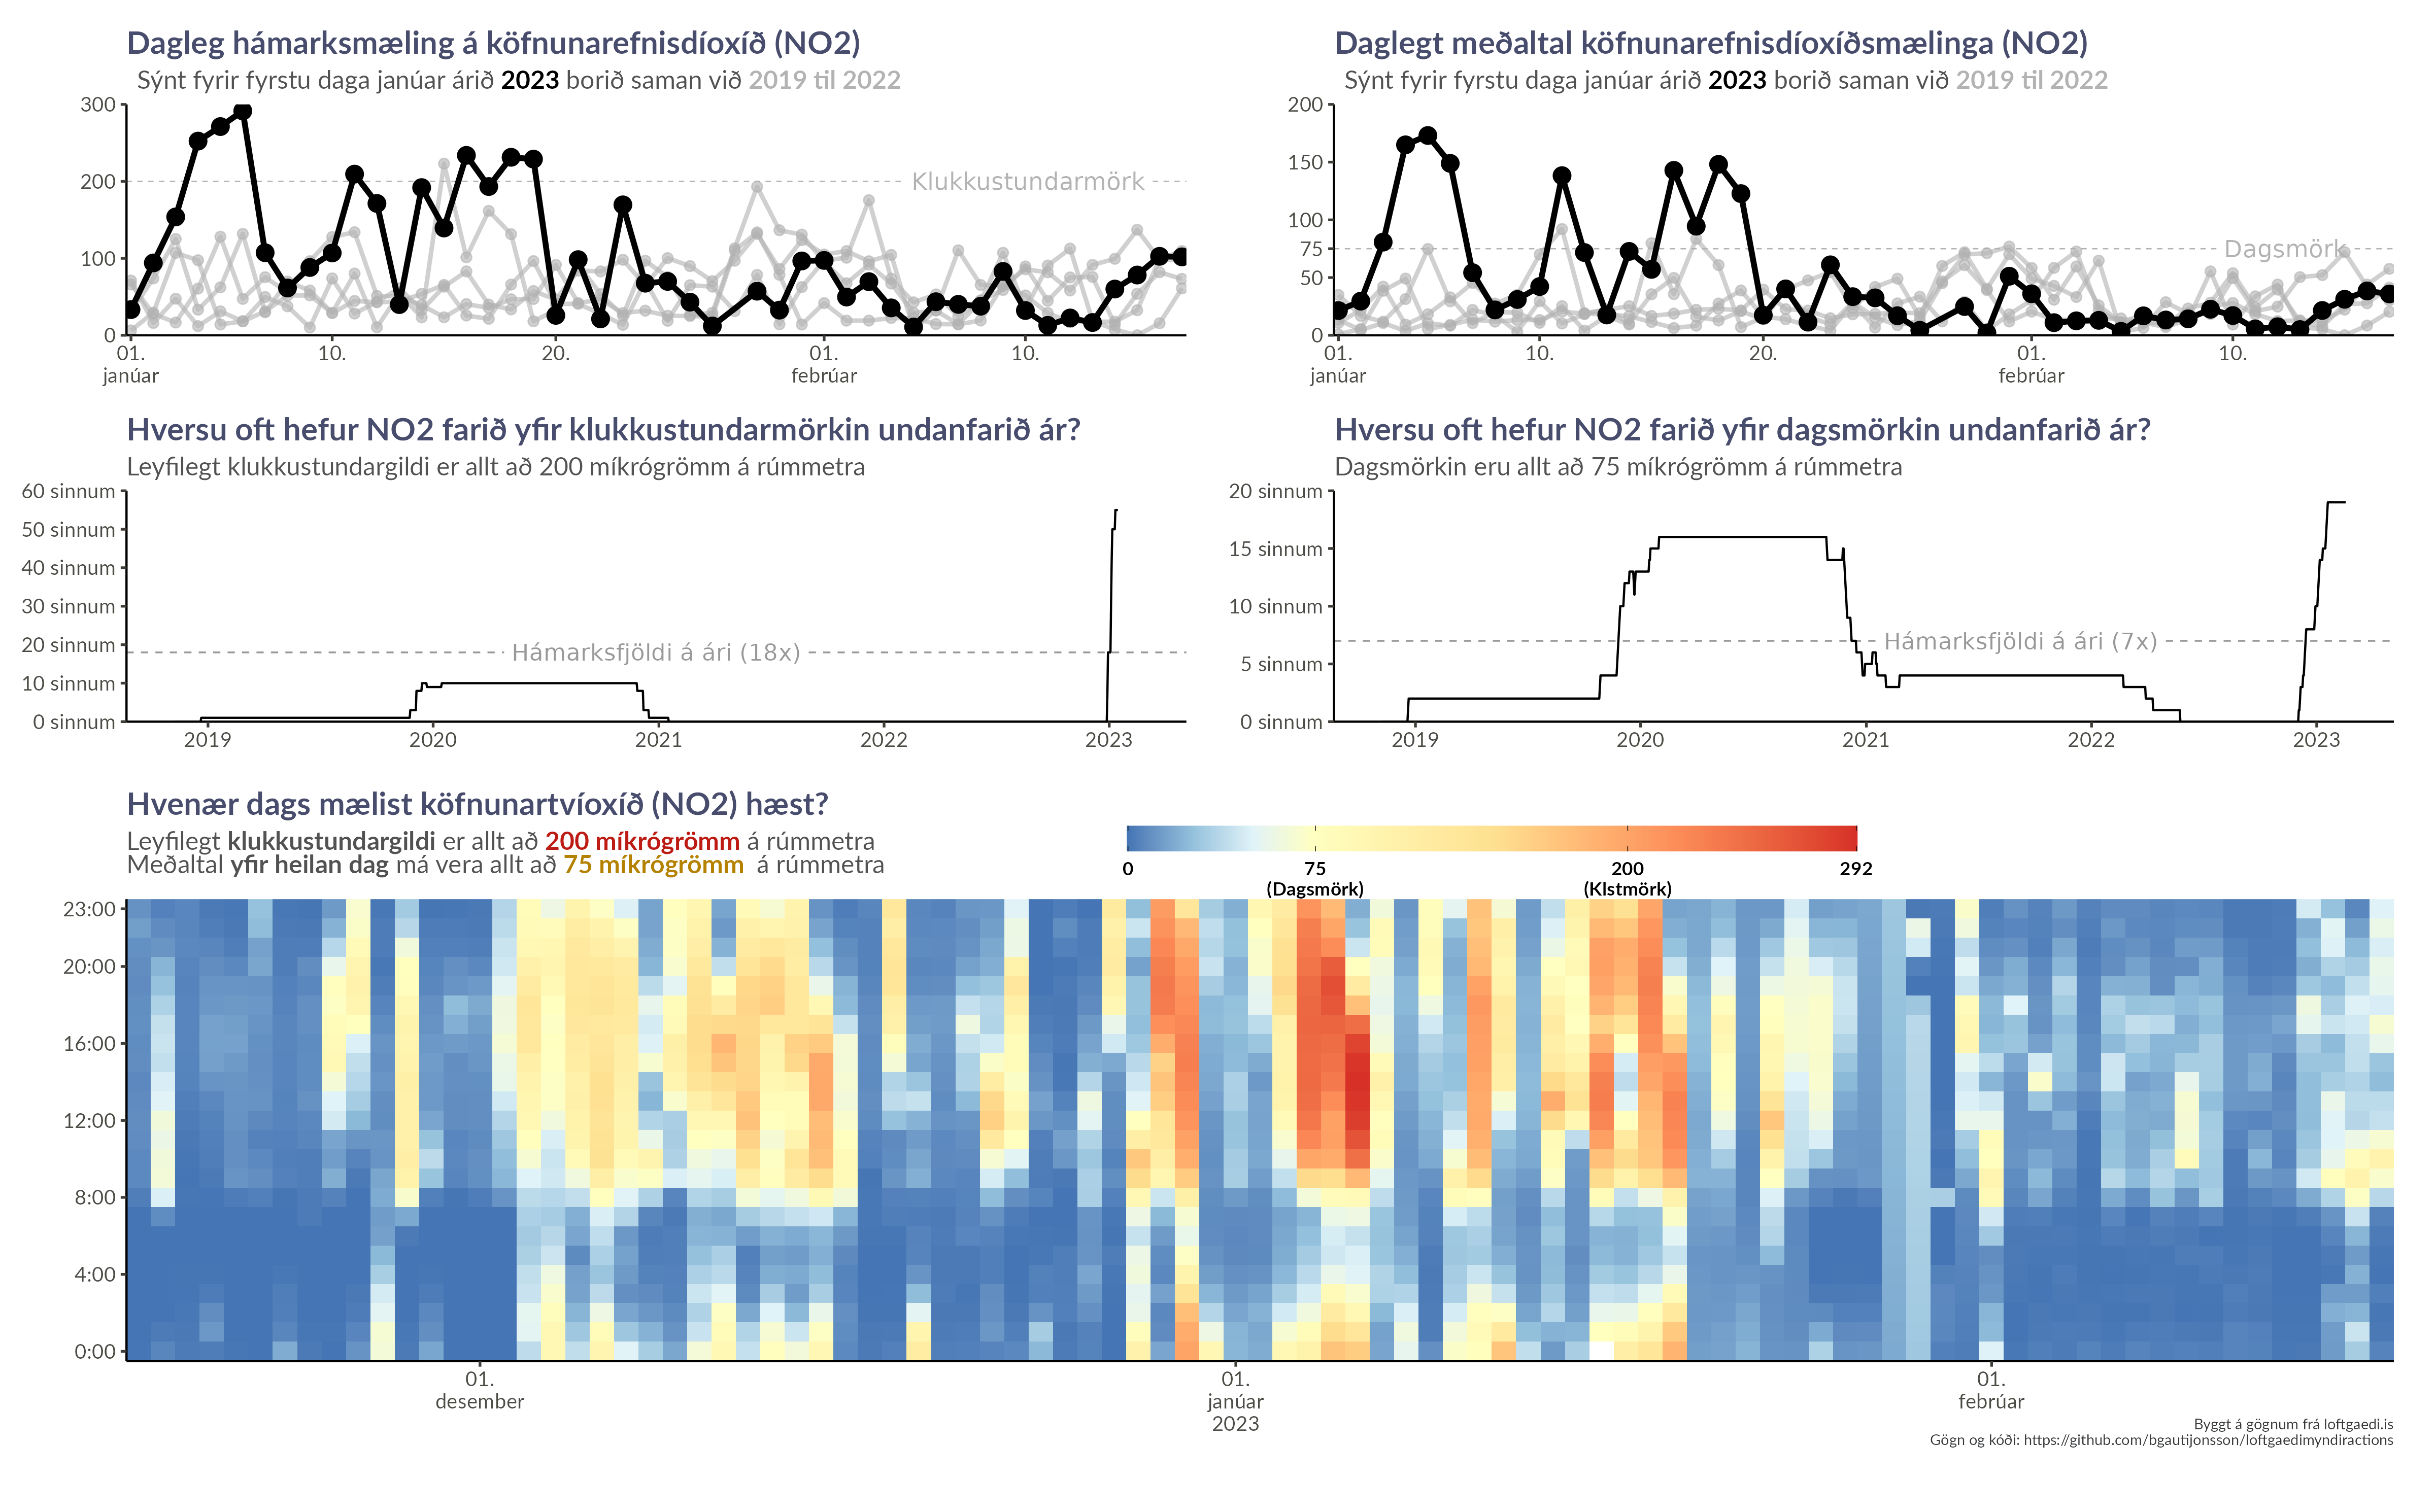 Dagleg hámarksmæling á köfnunarefnisdíoxíð (NO2)
Sýnt fyrir fyrstu daga janúar árið 2023 borið saman við 2019 til 2022
300
200
100
0
Klukkustundarmörk
01.
janúar
10.
20.
01.
febrúar
10.
Daglegt meðaltal köfnunarefnisdíoxíðsmælinga (NO2)
Sýnt fyrir fyrstu daga janúar árið 2023 borið saman við 2019 til 2022
200
150
100
75
50
0
Dagsmörk
01.
janúar
10.
20.
01.
febrúar
10.
Hversu oft hefur NO2 farið yfir klukkustundarmörkin undanfarið ár?
Leyfilegt klukkustundargildi er allt að 200 míkrógrömm á rúmmetra
60 sinnum
50 sinnum
40 sinnum
30 sinnum
20 sinnum
10 sinnum
0 sinnum
Hámarksfjöldi á ári (18x)
2019
2020
2021
2022
2023
Hversu oft hefur NO2 farið yfir dagsmörkin undanfarið ár?
Dagsmörkin eru allt að 75 míkrógrömm á rúmmetra
20 sinnum
15 sinnum
10 sinnum
5 sinnum
0 sinnum
Hámarksfjöldi á ári (7x)
2019
2020
2021
2022
2023
Hvenær dags mælist köfnunartvíoxíð (NO2) hæst?
Leyfilegt klukkustundargildi er allt að 200 míkrógrömm á rúmmetra
Meðaltal yfir heilan dag má vera allt að 75 míkrógrömm á rúmmetra
0
75
(Dagsmörk)
200
(Klstmörk)
292
23:00
20:00
16:00
12:00
8:00
4:00
0:00
01.
desember
01.
janúar
2023
01.
febrúar
Byggt á gögnum frá loftgaedi.is
Gögn og kóði: https://github.com/bgautijonsson/loftgaedimyndiractions